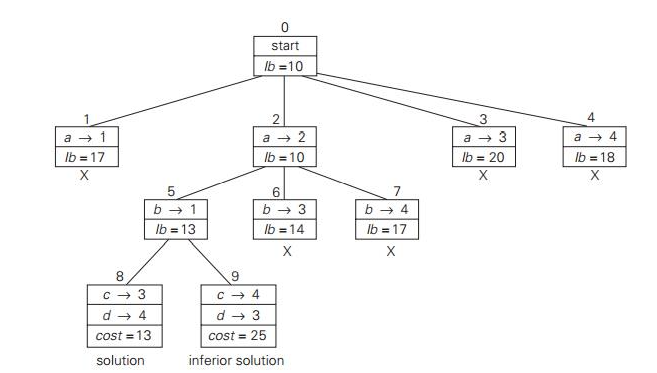 0
start
lb = 10
1
a → 1
lb = 17
X
2
a → 2
lb = 10
3
a → 3
lb = 20
X
4
a → 4
lb = 18
X
5
b → 1
lb = 13
6
b → 3
lb = 14
X
7
b → 4
lb = 17
X
8
c → 3
d → 4
cost = 13
solution
9
c → 4
d → 3
cost = 25
inferior solution